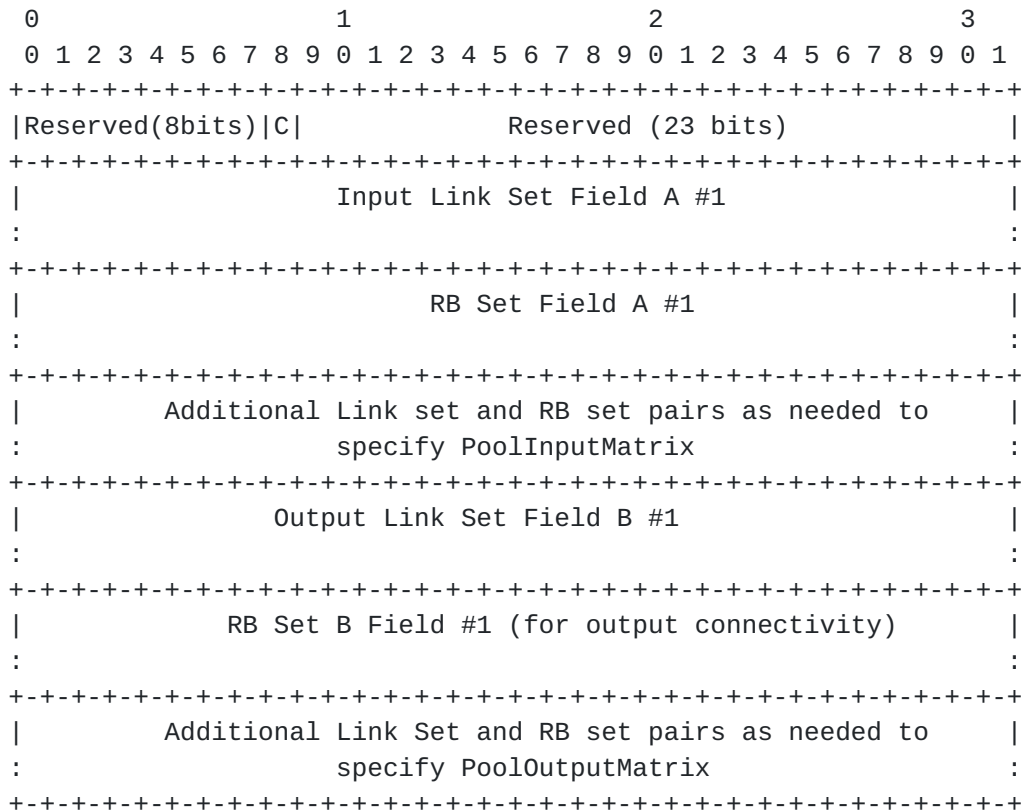 0                   1                   2                   3
 0 1 2 3 4 5 6 7 8 9 0 1 2 3 4 5 6 7 8 9 0 1 2 3 4 5 6 7 8 9 0 1
+-+-+-+-+-+-+-+-+-+-+-+-+-+-+-+-+-+-+-+-+-+-+-+-+-+-+-+-+-+-+-+-+
|Reserved(8bits)|C|             Reserved (23 bits)              |
+-+-+-+-+-+-+-+-+-+-+-+-+-+-+-+-+-+-+-+-+-+-+-+-+-+-+-+-+-+-+-+-+
|                    Input Link Set Field A #1                  |
:                                                               :
+-+-+-+-+-+-+-+-+-+-+-+-+-+-+-+-+-+-+-+-+-+-+-+-+-+-+-+-+-+-+-+-+
|                          RB Set Field A #1                    |
:                                                               :
+-+-+-+-+-+-+-+-+-+-+-+-+-+-+-+-+-+-+-+-+-+-+-+-+-+-+-+-+-+-+-+-+
|         Additional Link set and RB set pairs as needed to     |
:                    specify PoolInputMatrix                    :
+-+-+-+-+-+-+-+-+-+-+-+-+-+-+-+-+-+-+-+-+-+-+-+-+-+-+-+-+-+-+-+-+
|                Output Link Set Field B #1                     |
:                                                               :
+-+-+-+-+-+-+-+-+-+-+-+-+-+-+-+-+-+-+-+-+-+-+-+-+-+-+-+-+-+-+-+-+
|             RB Set B Field #1 (for output connectivity)       |
:                                                               :
+-+-+-+-+-+-+-+-+-+-+-+-+-+-+-+-+-+-+-+-+-+-+-+-+-+-+-+-+-+-+-+-+
|         Additional Link Set and RB set pairs as needed to     |
:                    specify PoolOutputMatrix                   :
+-+-+-+-+-+-+-+-+-+-+-+-+-+-+-+-+-+-+-+-+-+-+-+-+-+-+-+-+-+-+-+-+